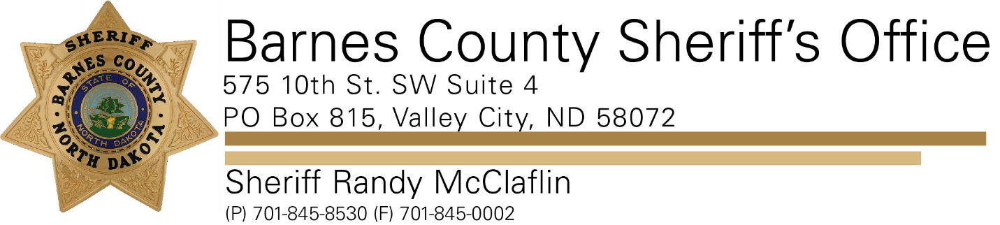 SHERIFF
BARNES COUNTY
STATE OF
NORTH DAKOTA
NORTH DAKOTA
Barnes County Sheriff’s Office
575 10th St. SW Suite 4
PO Box 815, Valley City, ND 58072
Sheriff Randy McClaflin
(P) 701-845-8530 (F) 701-845-0002